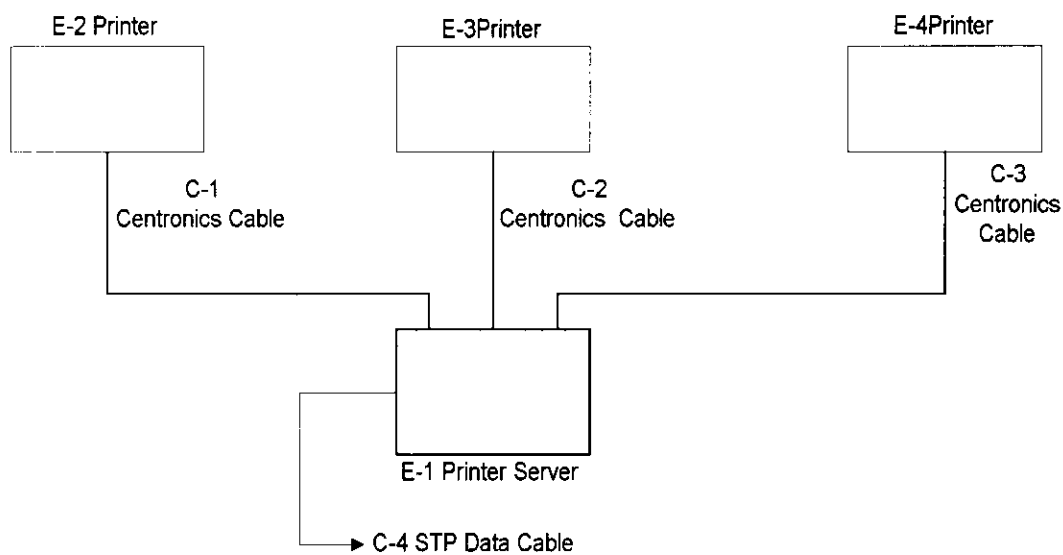 E-2 Printer
E-3Printer
E-4Printer
C-1
Centronics Cable
C-2
Centronics Cable
C-3
Centronics
Cable
E-1 Printer Server
C-4 STP Data Cable